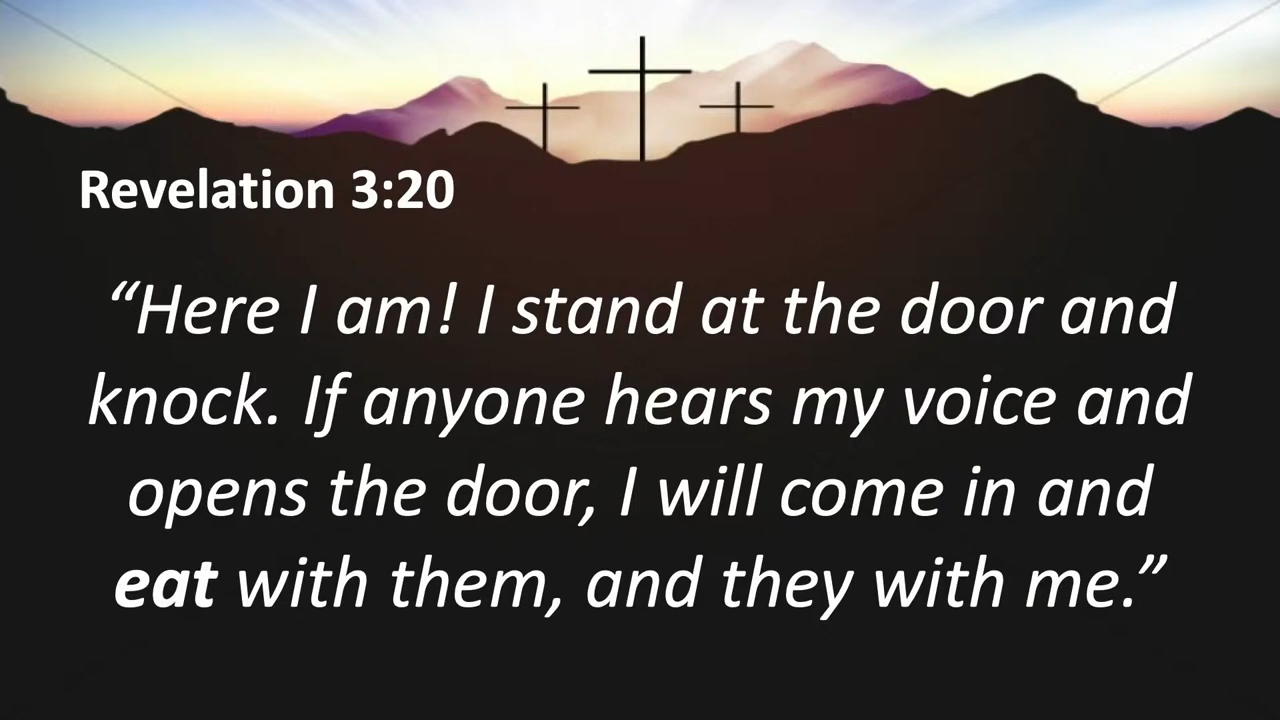 Revelation 3:20
“Here I am! I stand at the door and
knock. If anyone hears my voice and
opens the door, I will come in and
eat with them, and they with me.”